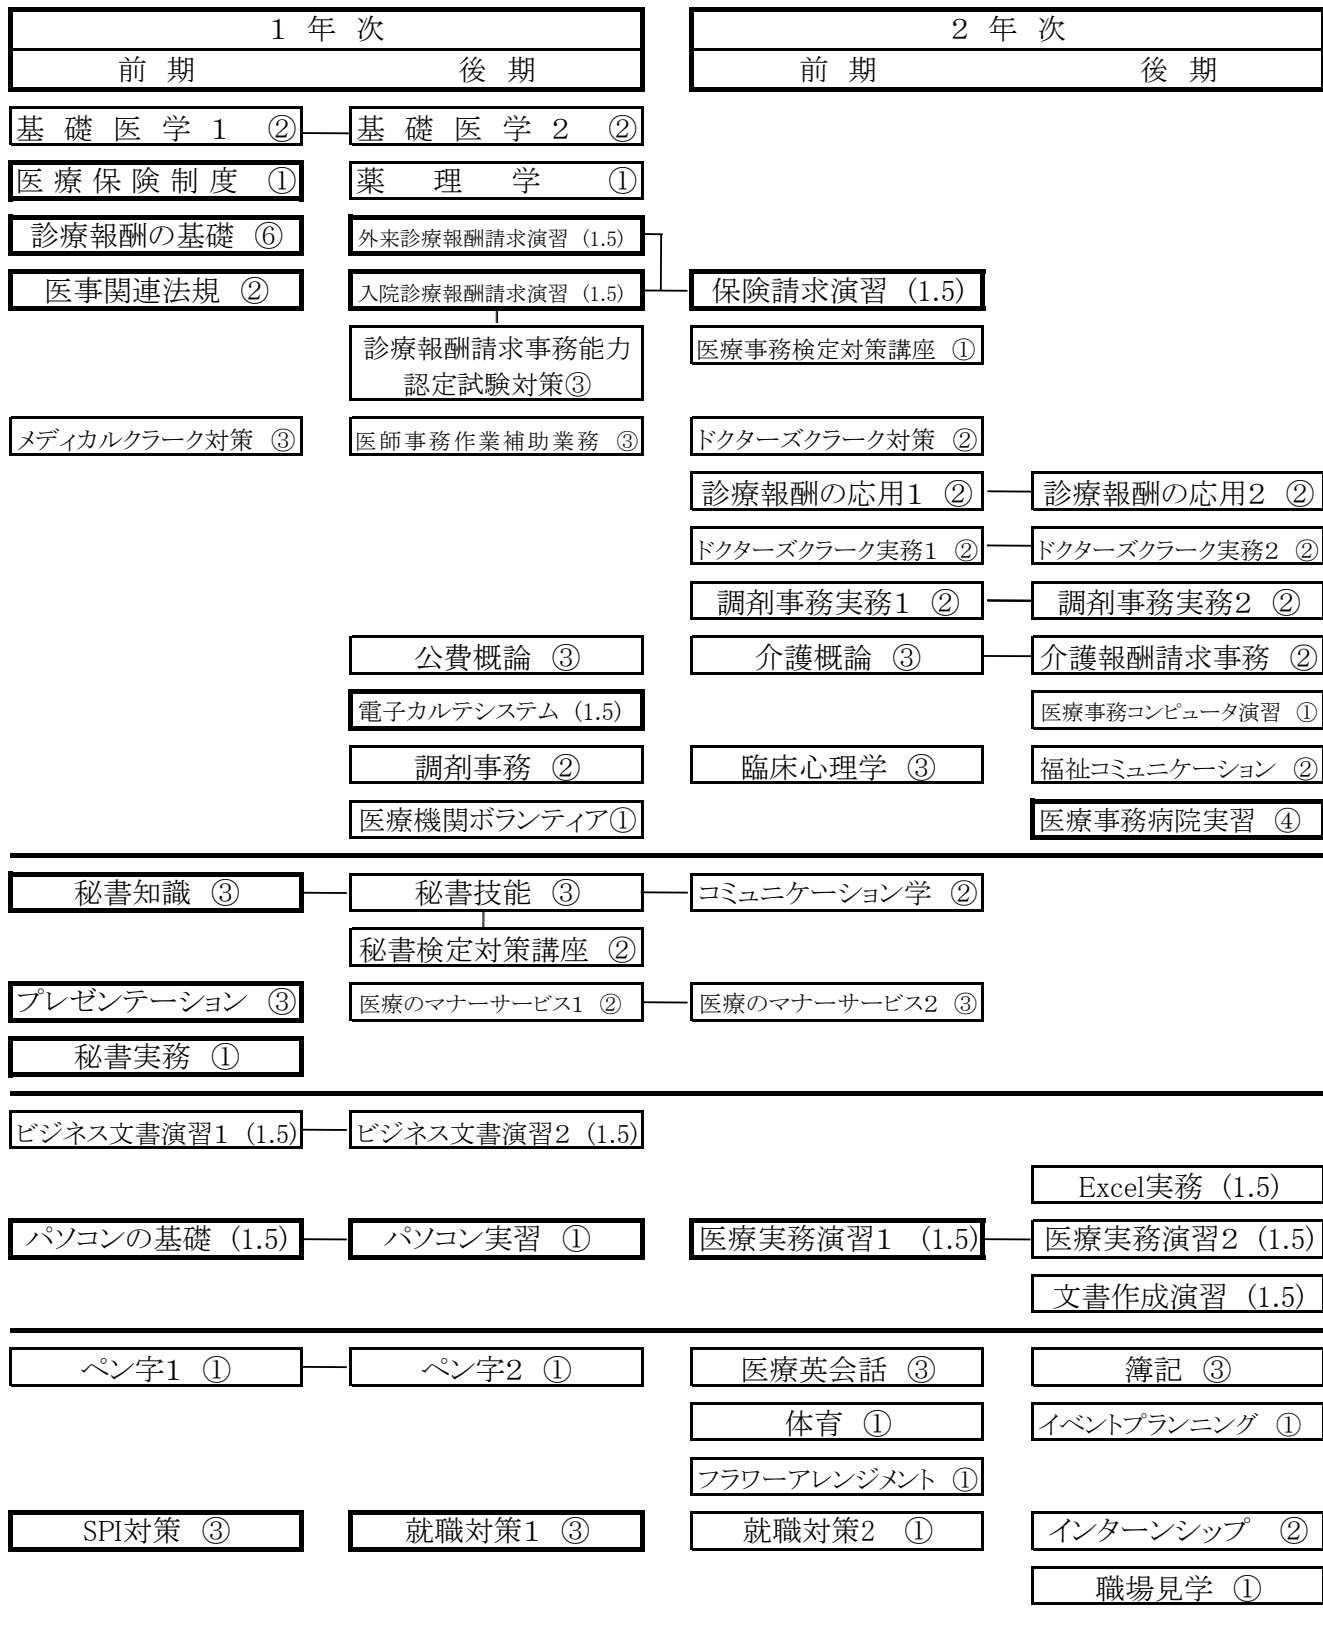 1 年 次
2 年 次
前 期
後 期
前 期
後 期
基 礎 医 学 1 ②
基 礎 医 学 2 ②
医 療 保 険 制 度 ①
薬 理 学 ①
診療報酬の基礎 ⑥
外来診療報酬請求演習 (1.5)
医事関連法規 ②
入院診療報酬請求演習 (1.5)
保険請求演習 (1.5)
診療報酬請求事務能力
認定試験対策③
医療事務検定対策講座 ①
メディカルクラーク対策 ③
医師事務作業補助業務 ③
ドクターズクラーク対策 ②
診療報酬の応用1 ②
診療報酬の応用2 ②
ドクターズクラーク実務1 ②
ドクターズクラーク実務2 ②
調剤事務実務1 ②
調剤事務実務2 ②
公費概論 ③
介護概論 ③
介護報酬請求事務 ②
電子カルテシステム (1.5)
医療事務コンピュータ演習 ①
調剤事務 ②
臨床心理学 ③
福祉コミュニケーション ②
医療機関ボランティア①
医療事務病院実習 ④
秘書知識 ③
秘書技能 ③
コミュニケーション学 ②
秘書検定対策講座 ②
プレゼンテーション ③
医療のマナーサービス1 ②
医療のマナーサービス2 ③
秘書実務 ①
ビジネス文書演習1 (1.5)
ビジネス文書演習2 (1.5)
Excel実務 (1.5)
パソコンの基礎 (1.5)
パソコン実習 ①
医療実務演習1 (1.5)
医療実務演習2 (1.5)
文書作成演習 (1.5)
ペン字1 ①
ペン字2 ①
医療英会話 ③
簿記 ③
体育 ①
イベントプランニング ①
フラワーアレンジメント ①
SPI対策 ③
就職対策1 ③
就職対策2 ①
インターンシップ ②
職場見学 ①